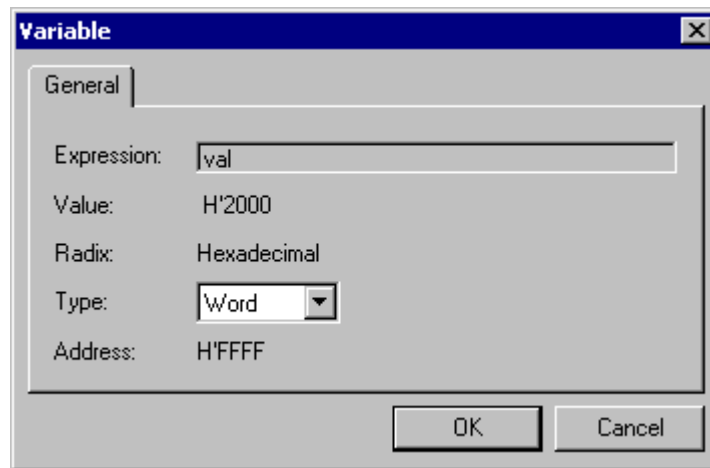 Variable
General
Expression: val
Value: H'2000
Radix: Hexadecimal
Type: Word
Address: H'FFFF
OK Cancel